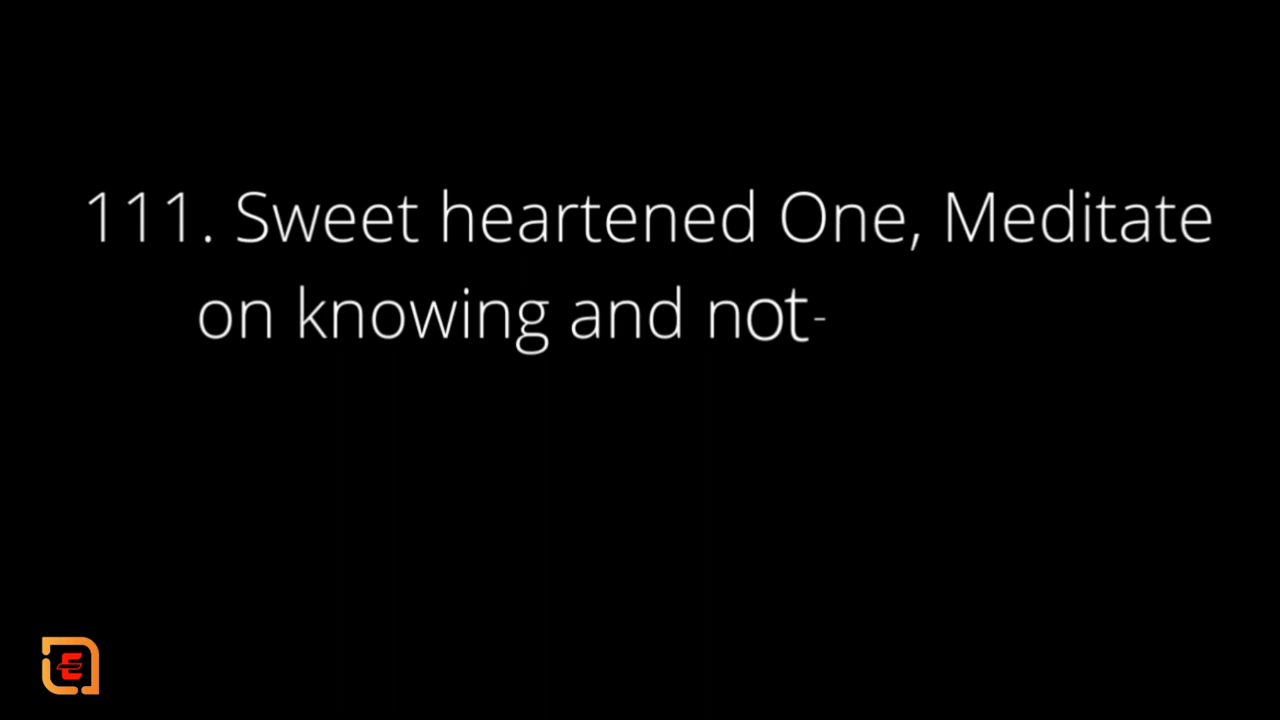 111. Sweet heartened One, Meditate
on knowing and not-